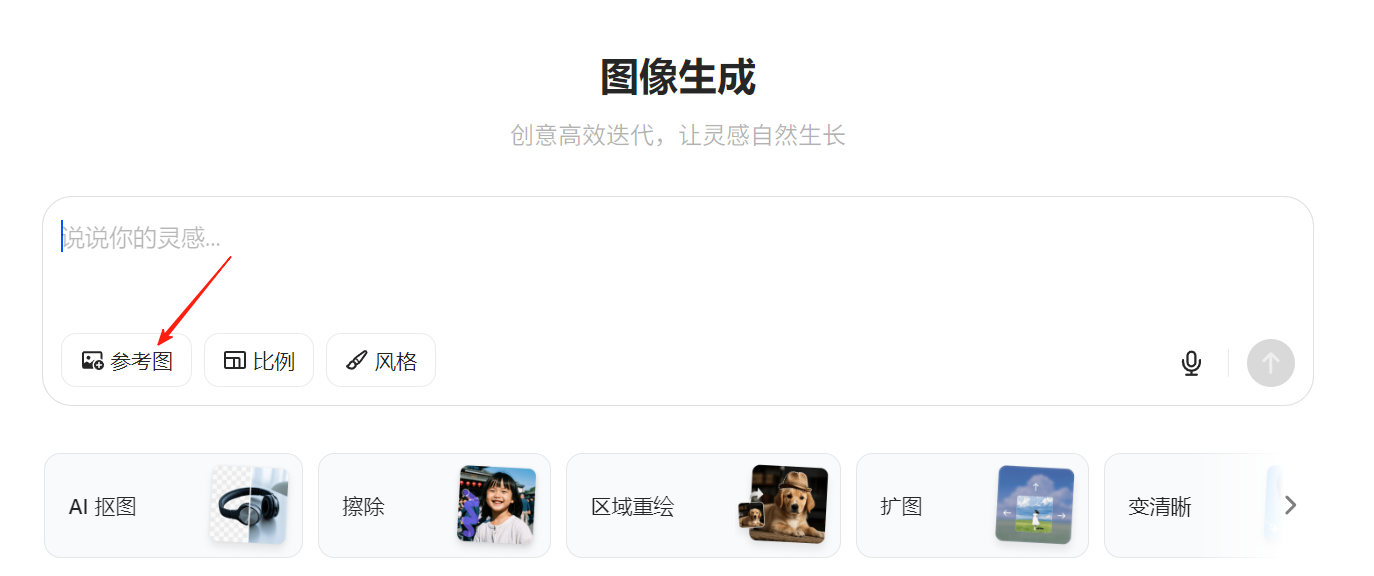 图像生成
创意高效迭代，让灵感自然生长
说说你的灵感...
参考图 比例 风格
AI 抠图 擦除 区域重绘 扩图 变清晰